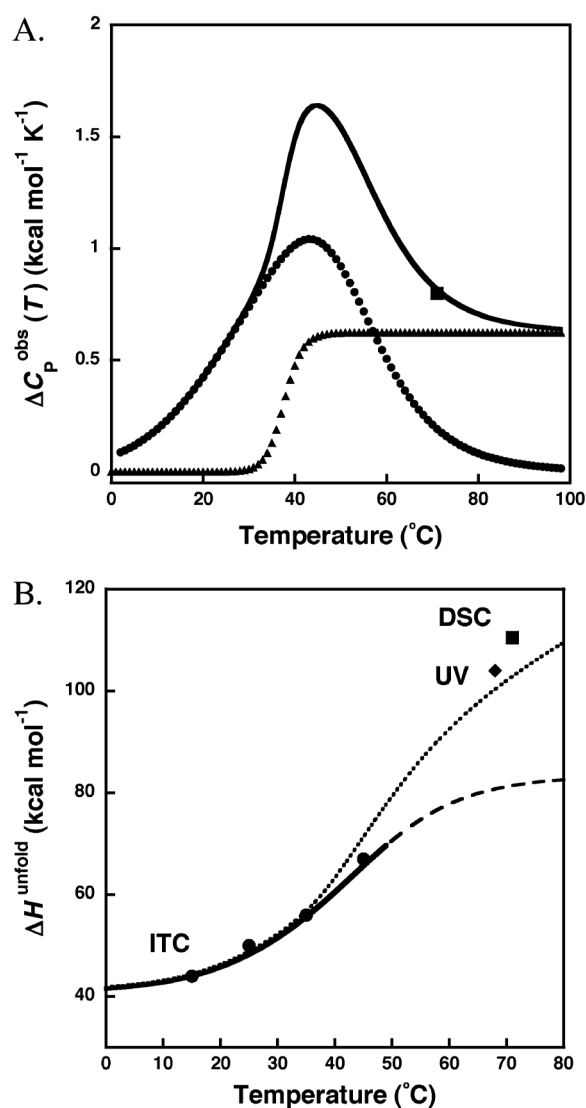 A.
2
1.5
1
0.5
0
ΔC_P^obs (T) (kcal mol⁻¹ K⁻¹)
0 20 40 60 80 100
Temperature (°C)
B.
120
100
80
60
40
ΔH^unfold (kcal mol⁻¹)
DSC
UV
ITC
0 10 20 30 40 50 60 70 80
Temperature (°C)